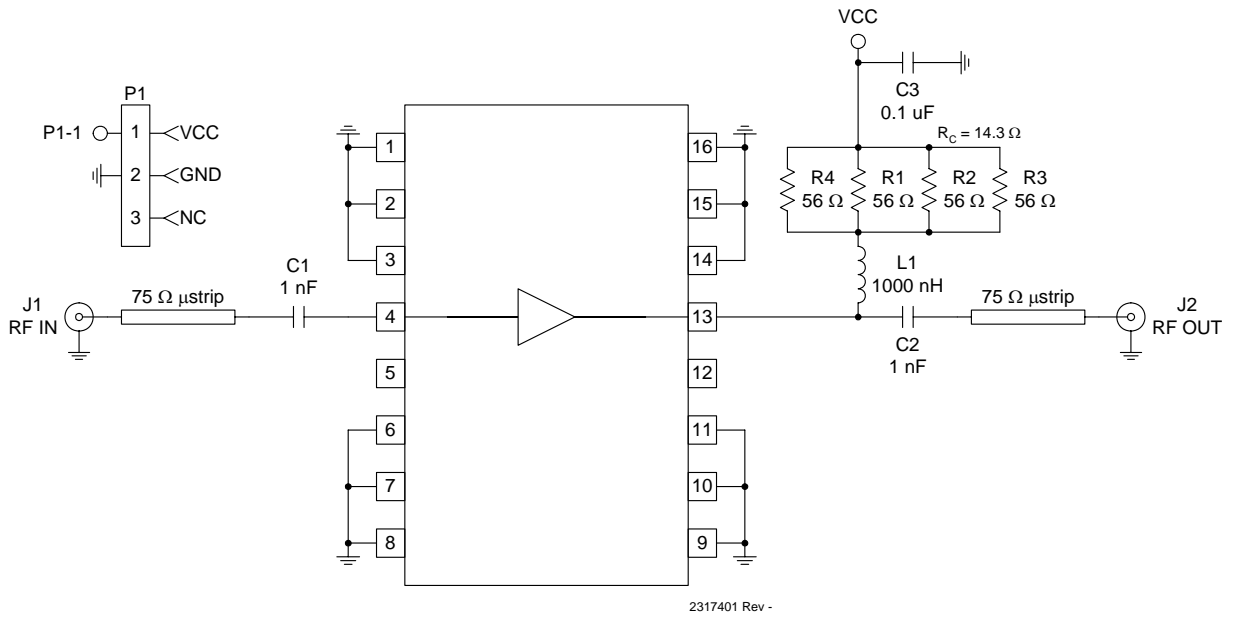 VCC
C3
0.1 uF
P1
P1-1
1
VCC
2
GND
3
NC
R_C = 14.3 Ω
R4
56 Ω
R1
56 Ω
R2
56 Ω
R3
56 Ω
1
2
3
4
5
6
7
8
16
15
14
13
12
11
10
9
J1
RF IN
75 Ω μstrip
C1
1 nF
L1
1000 nH
C2
1 nF
75 Ω μstrip
J2
RF OUT
2317401 Rev -